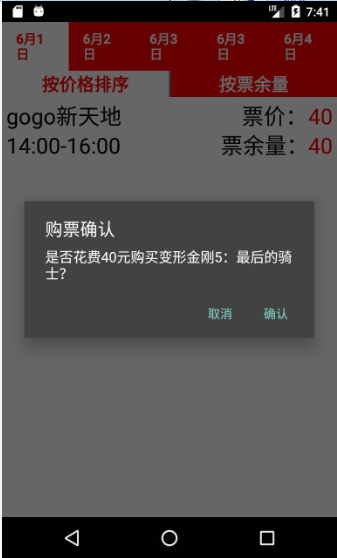 LTE 7:41
6月1日 6月2日 6月3日 6月3日 6月4日
按价格排序 按票余量
gogo新天地 票价：40
14:00-16:00 票余量：40
购票确认
是否花费40元购买变形金刚5：最后的骑
士？
取消 确认